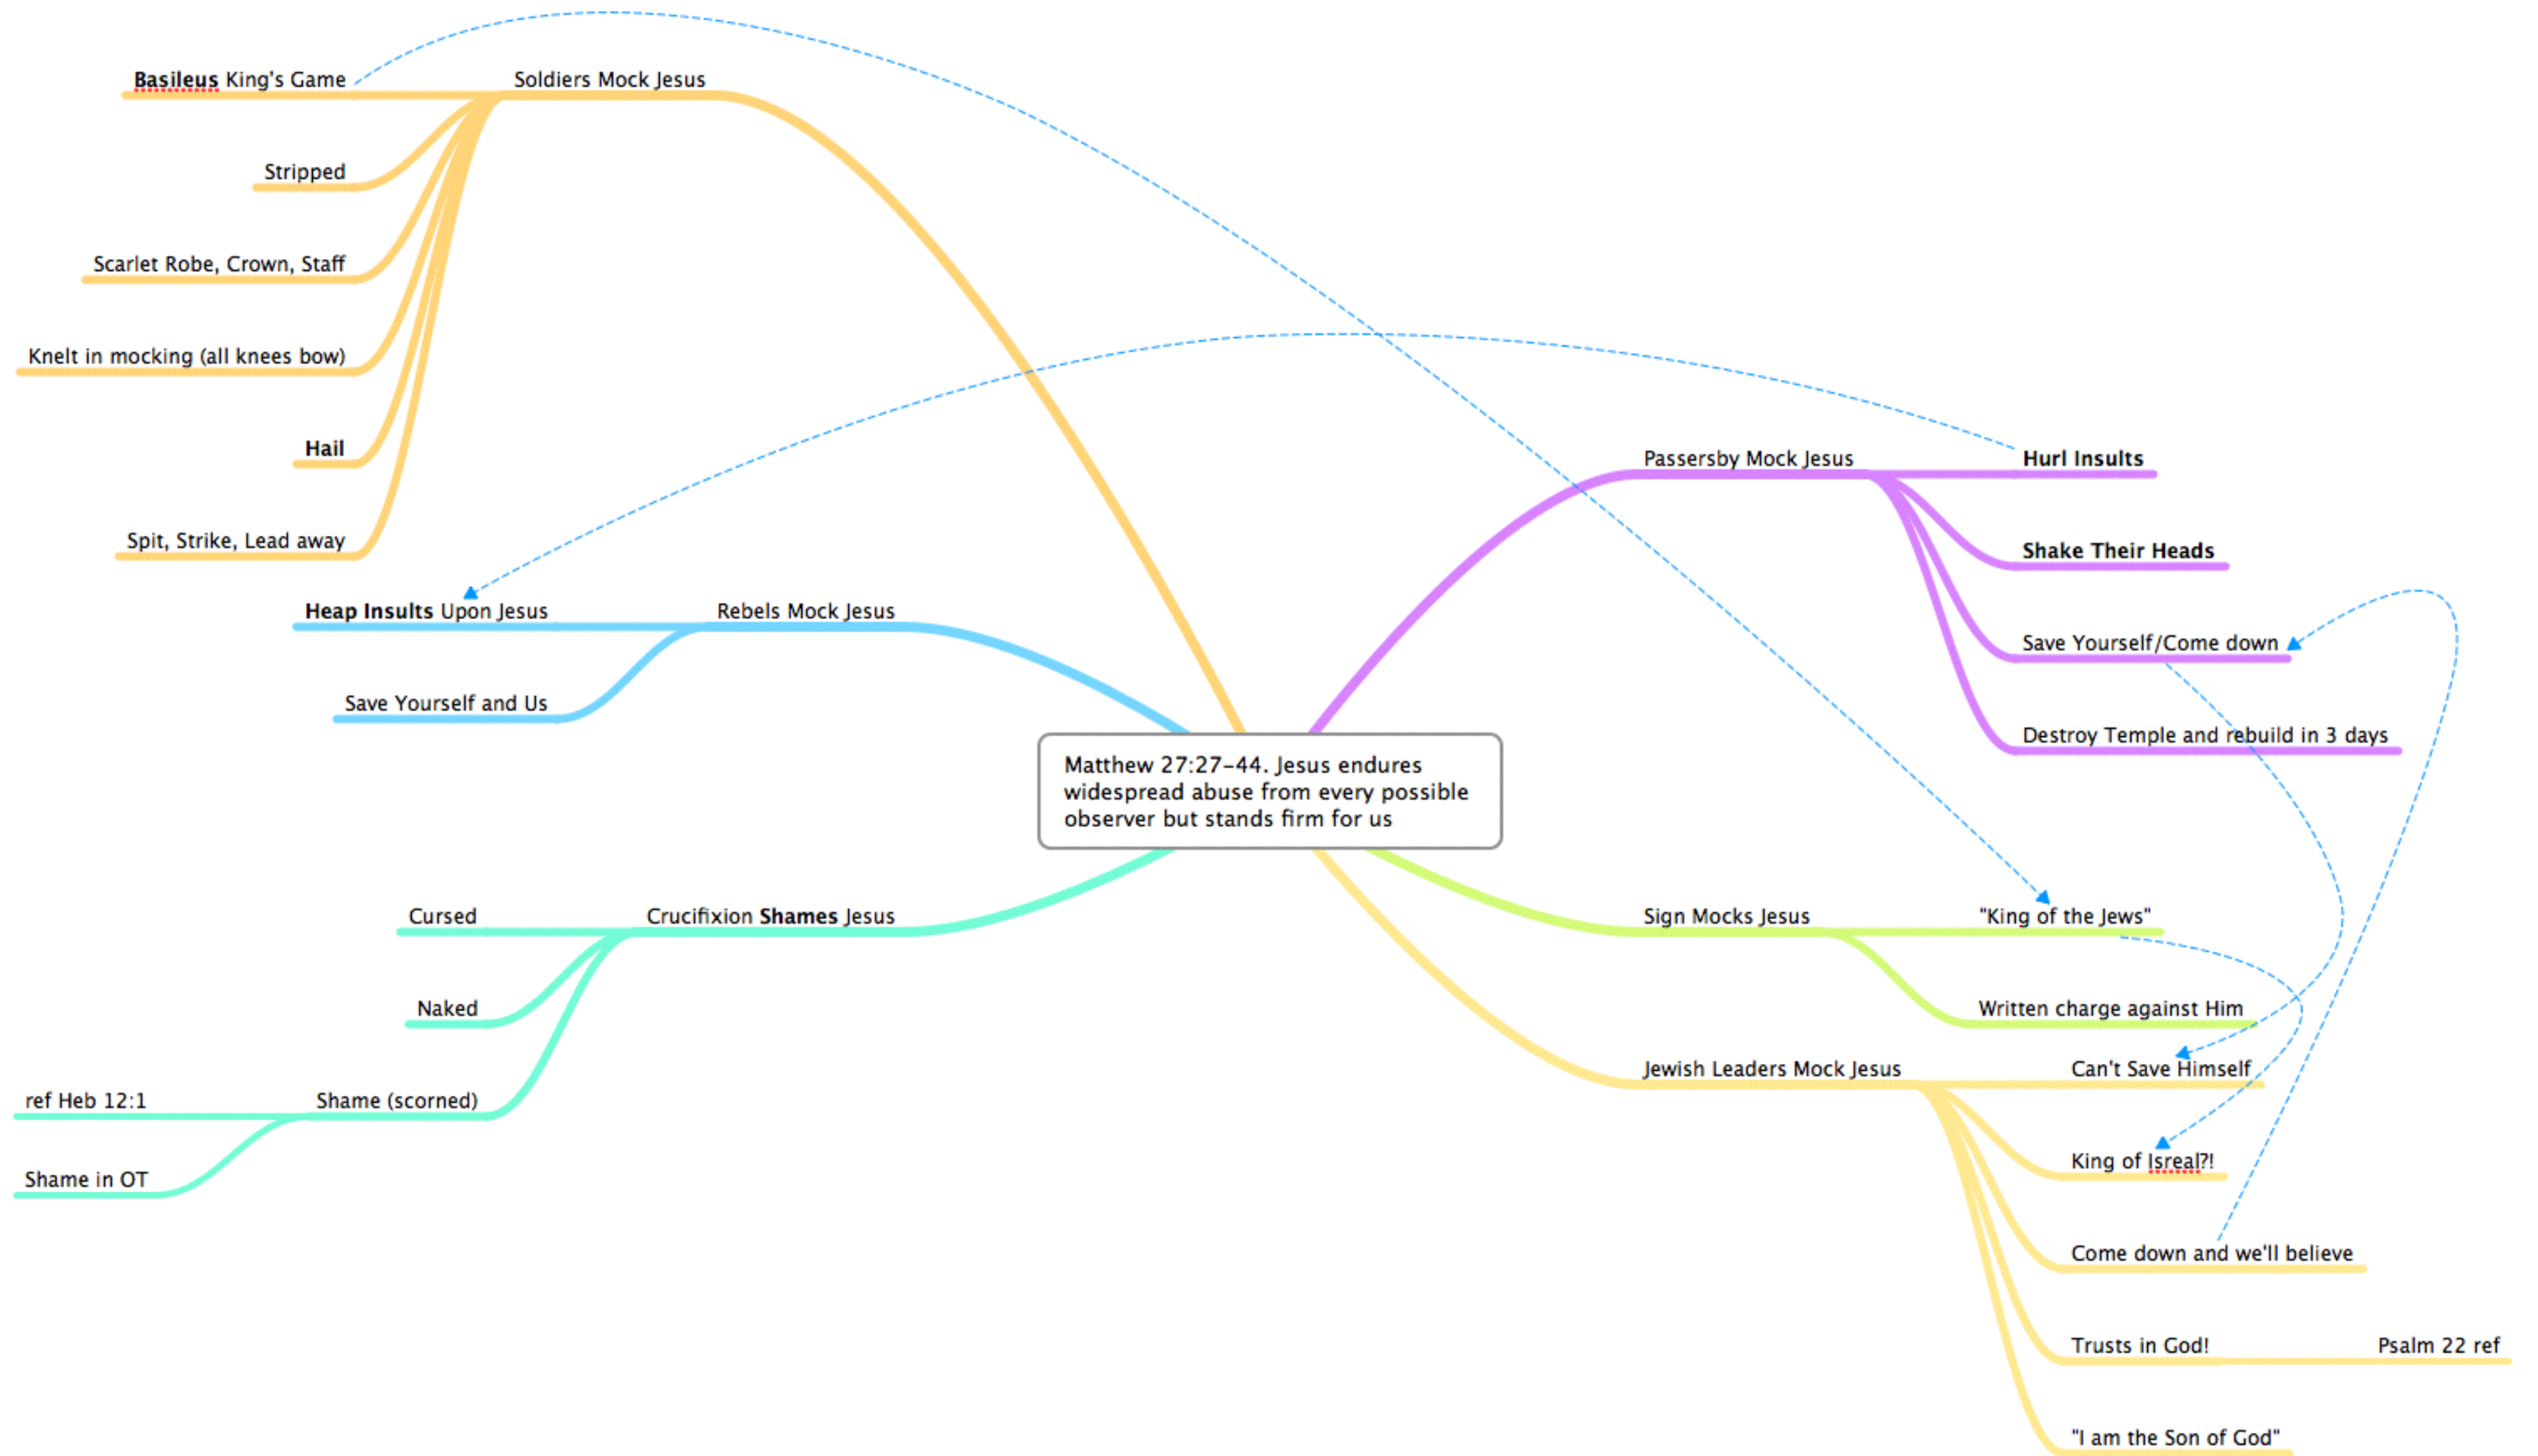 Matthew 27:27-44. Jesus endures
widespread abuse from every possible
observer but stands firm for us
Soldiers Mock Jesus
Basileus King's Game
Stripped
Scarlet Robe, Crown, Staff
Knelt in mocking (all knees bow)
Hail
Spit, Strike, Lead away
Rebels Mock Jesus
Heap Insults Upon Jesus
Save Yourself and Us
Crucifixion Shames Jesus
Cursed
Naked
Shame (scorned)
ref Heb 12:1
Shame in OT
Passersby Mock Jesus
Hurl Insults
Shake Their Heads
Save Yourself/Come down
Destroy Temple and rebuild in 3 days
Sign Mocks Jesus
"King of the Jews"
Written charge against Him
Jewish Leaders Mock Jesus
Can't Save Himself
King of Isreal?!
Come down and we'll believe
Trusts in God!
Psalm 22 ref
"I am the Son of God"